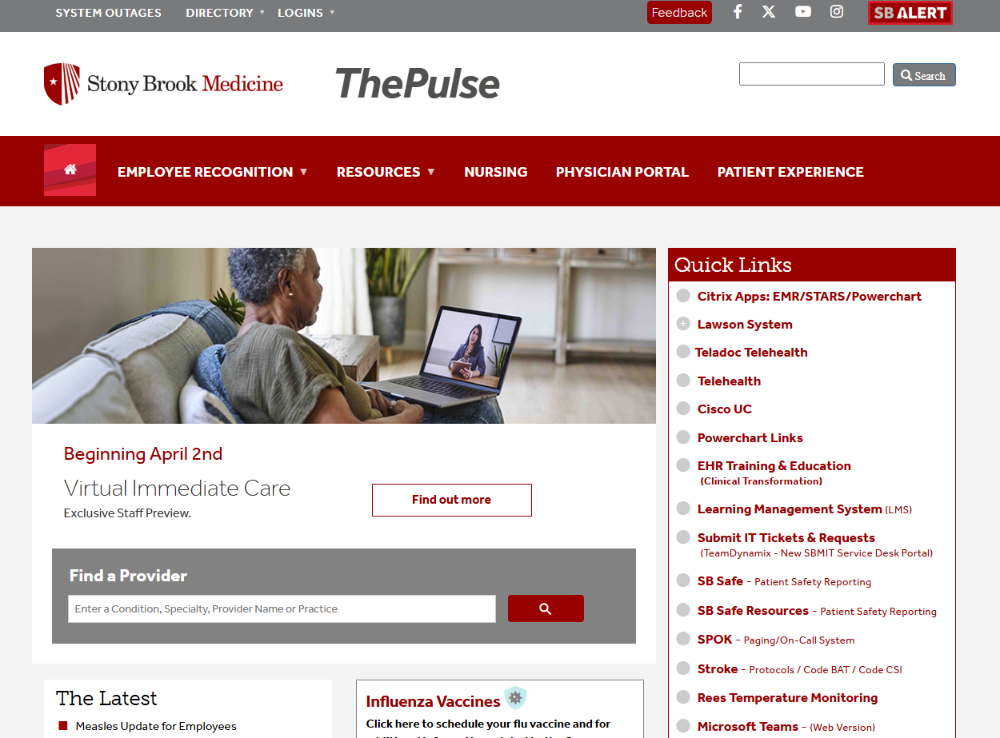 SYSTEM OUTAGES DIRECTORY LOGINS Feedback SB ALERT
Stony Brook Medicine ThePulse Search
EMPLOYEE RECOGNITION RESOURCES NURSING PHYSICIAN PORTAL PATIENT EXPERIENCE
Beginning April 2nd
Virtual Immediate Care
Exclusive Staff Preview.
Find out more
Find a Provider
Enter a Condition, Specialty, Provider Name or Practice
The Latest
Measles Update for Employees
Influenza Vaccines
Click here to schedule your flu vaccine and for
Quick Links
Citrix Apps: EMR/STARS/Powerchart
Lawson System
Teladoc Telehealth
Telehealth
Cisco UC
Powerchart Links
EHR Training & Education
(Clinical Transformation)
Learning Management System (LMS)
Submit IT Tickets & Requests
(TeamDynamix - New SBMIT Service Desk Portal)
SB Safe - Patient Safety Reporting
SB Safe Resources - Patient Safety Reporting
SPOK - Paging/On-Call System
Stroke - Protocols / Code BAT / Code CSI
Rees Temperature Monitoring
Microsoft Teams - (Web Version)